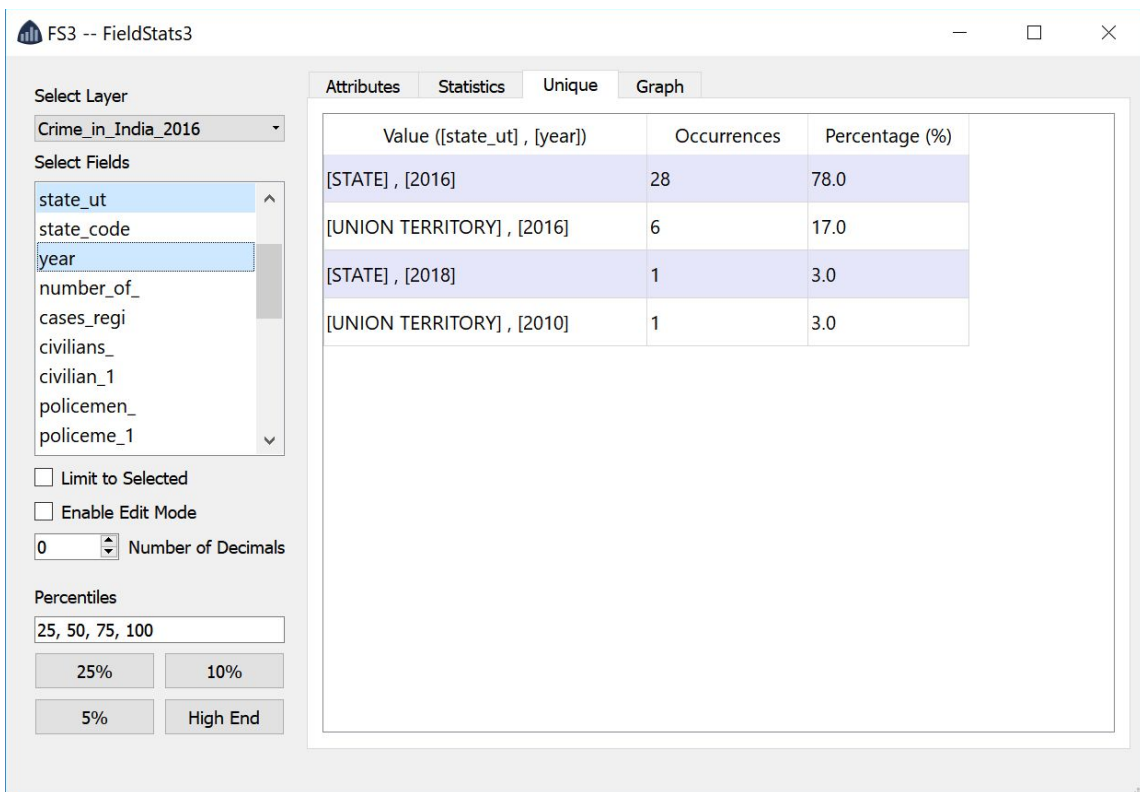 FS3 -- FieldStats3
Select Layer
Crime_in_India_2016
Select Fields
state_ut
state_code
year
number_of_
cases_regi
civilians_
civilian_1
policemen_
policeme_1
Limit to Selected
Enable Edit Mode
0 Number of Decimals
Percentiles
25, 50, 75, 100
25% 10%
5% High End
Attributes Statistics Unique Graph
Value ([state_ut] , [year]) Occurrences Percentage (%)
[STATE] , [2016] 28 78.0
[UNION TERRITORY] , [2016] 6 17.0
[STATE] , [2018] 1 3.0
[UNION TERRITORY] , [2010] 1 3.0